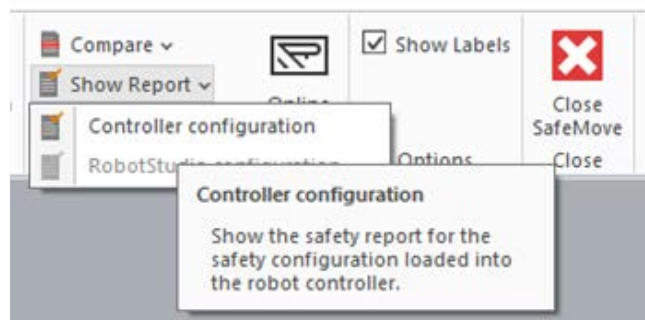 Compare
Show Report
Show Labels
Controller configuration
Close
SafeMove
Options
Close
Controller configuration
Show the safety report for the
safety configuration loaded into
the robot controller.